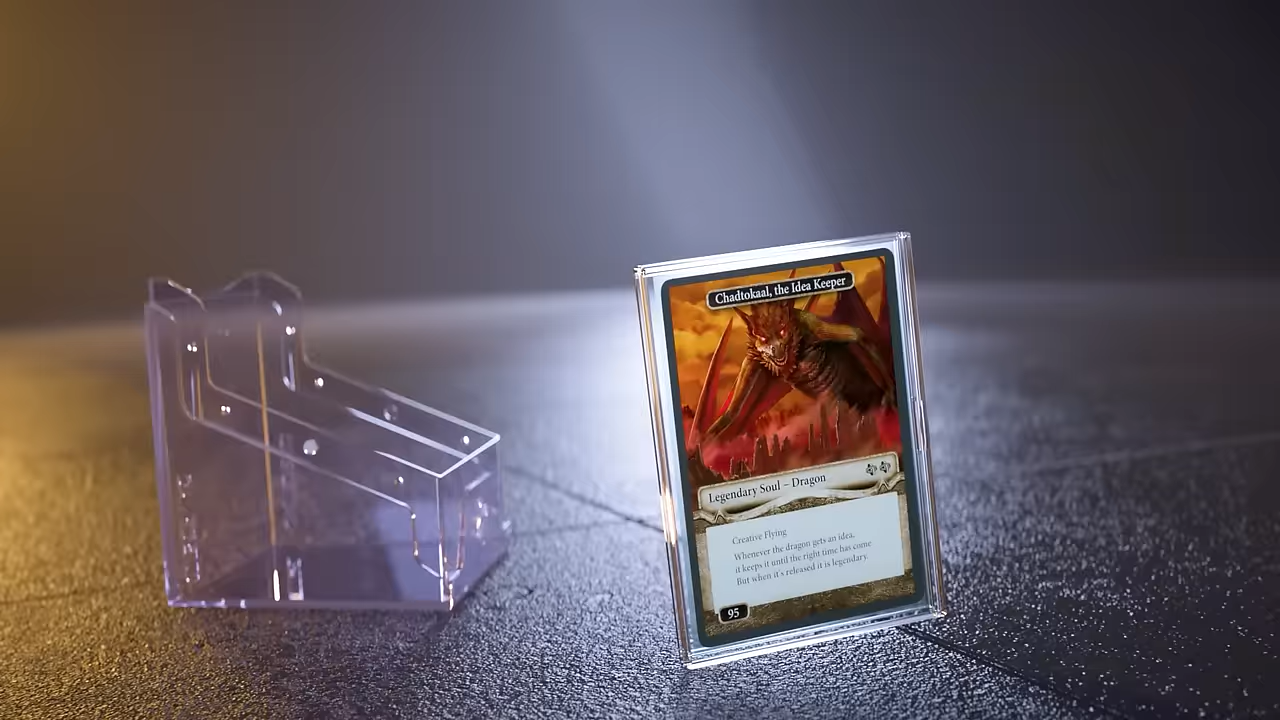 Chadtokaal, the Idea Keeper
Legendary Soul – Dragon
Creative Flying
Whenever the dragon gets an idea,
it keeps it until the right time has come
But when it's released it is legendary.
95